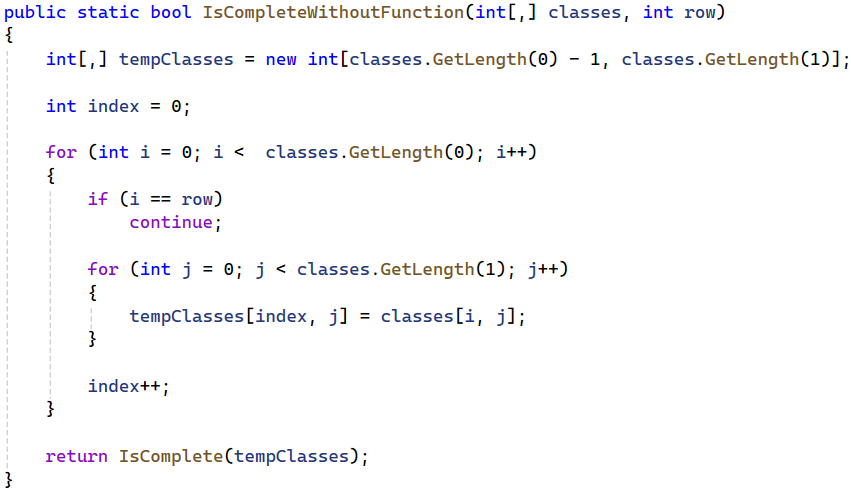 public static bool IsCompleteWithoutFunction(int[,] classes, int row)
{
    int[,] tempClasses = new int[classes.GetLength(0) - 1, classes.GetLength(1)];
    int index = 0;
    for (int i = 0; i <  classes.GetLength(0); i++)
    {
        if (i == row)
            continue;
        for (int j = 0; j < classes.GetLength(1); j++)
        {
            tempClasses[index, j] = classes[i, j];
        }
        index++;
    }
    return IsComplete(tempClasses);
}